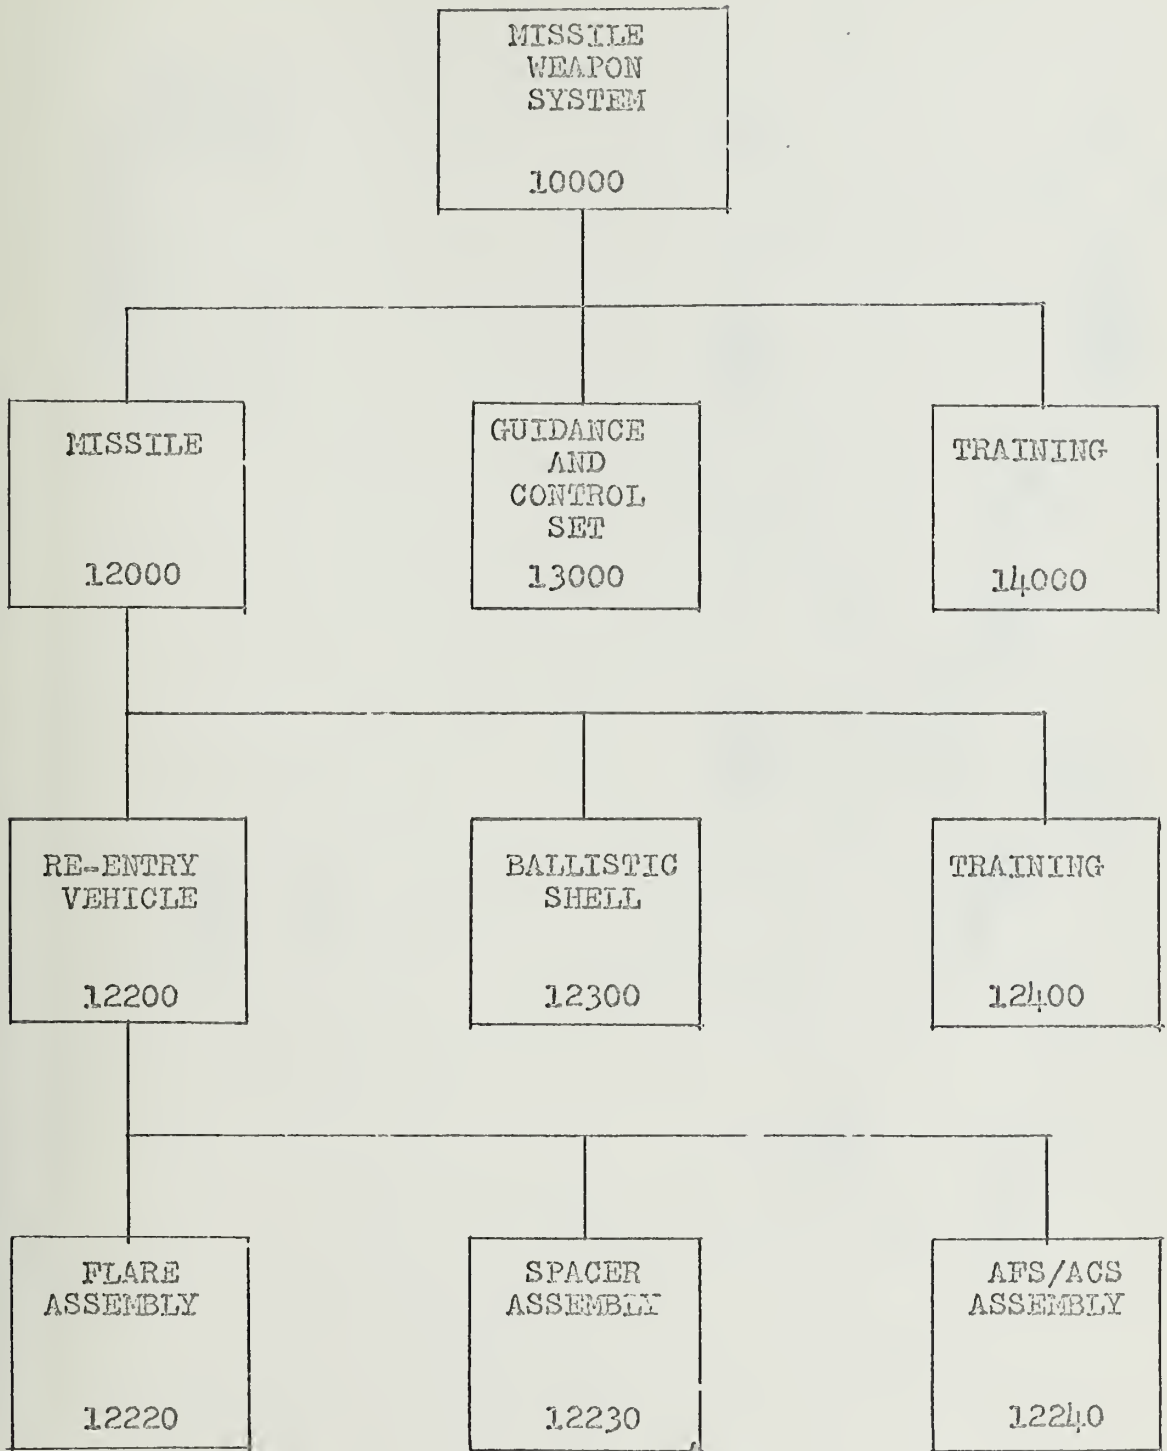 MISSILE
WEAPON
SYSTEM
10000
MISSILE
12000
GUIDANCE
AND
CONTROL
SET
13000
TRAINING
14000
RE-ENTRY
VEHICLE
12200
BALLISTIC
SHELL
12300
TRAINING
12400
FLARE
ASSEMBLY
12220
SPACER
ASSEMBLY
12230
AFS/ACS
ASSEMBLY
12240